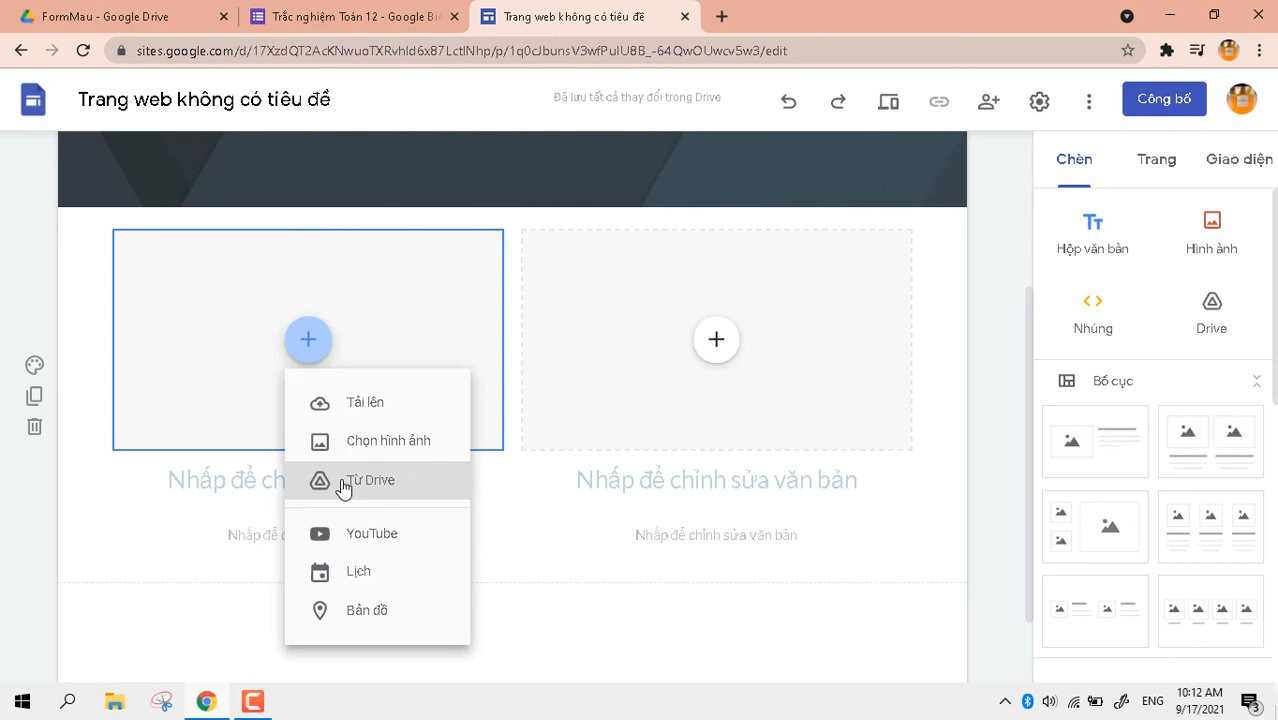 FormMau - Google Drive
Trắc nghiệm Toán 12 - Google Biể
Trang web không có tiêu đề
sites.google.com/d/17XzdQT2AcKNwuoTXRvhld6x87LctlNhp/p/1q0cJbunsV3wfPulU8B_-64QwOUwcv5w3/edit
Trang web không có tiêu đề
Đã lưu tất cả thay đổi trong Drive
Công bố
Chèn
Trang
Giao diện
Hộp văn bản
Hình ảnh
Nhúng
Drive
Bố cục
Tải lên
Chọn hình ảnh
Từ Drive
YouTube
Lịch
Bản đồ
Nhấp để ch
Nhấp để chỉnh sửa văn bản
Nhấp để c
Nhấp để chỉnh sửa văn bản
ENG
10:12 AM
9/17/2021
3